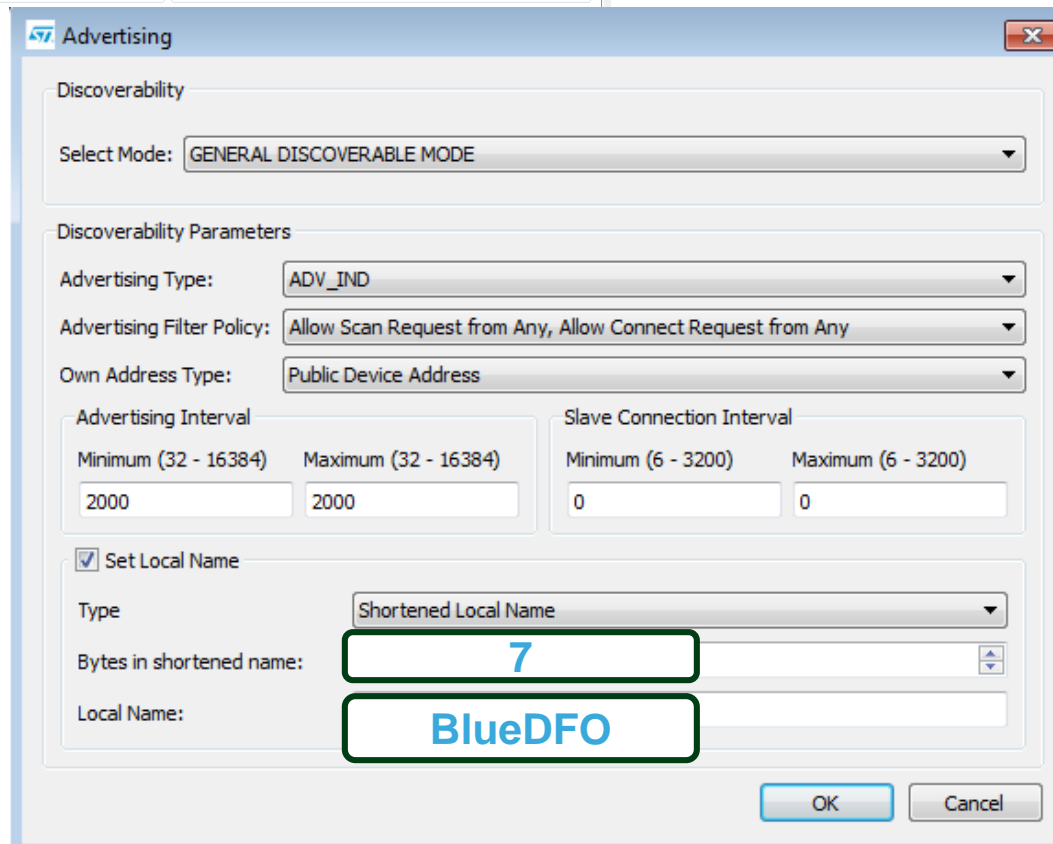 Advertising
Discoverability
Select Mode: GENERAL DISCOVERABLE MODE
Discoverability Parameters
Advertising Type: ADV_IND
Advertising Filter Policy: Allow Scan Request from Any, Allow Connect Request from Any
Own Address Type: Public Device Address
Advertising Interval Slave Connection Interval
Minimum (32 - 16384) Maximum (32 - 16384) Minimum (6 - 3200) Maximum (6 - 3200)
2000 2000 0 0
Set Local Name
Type Shortened Local Name
Bytes in shortened name: 7
Local Name: BlueDFO
OK Cancel